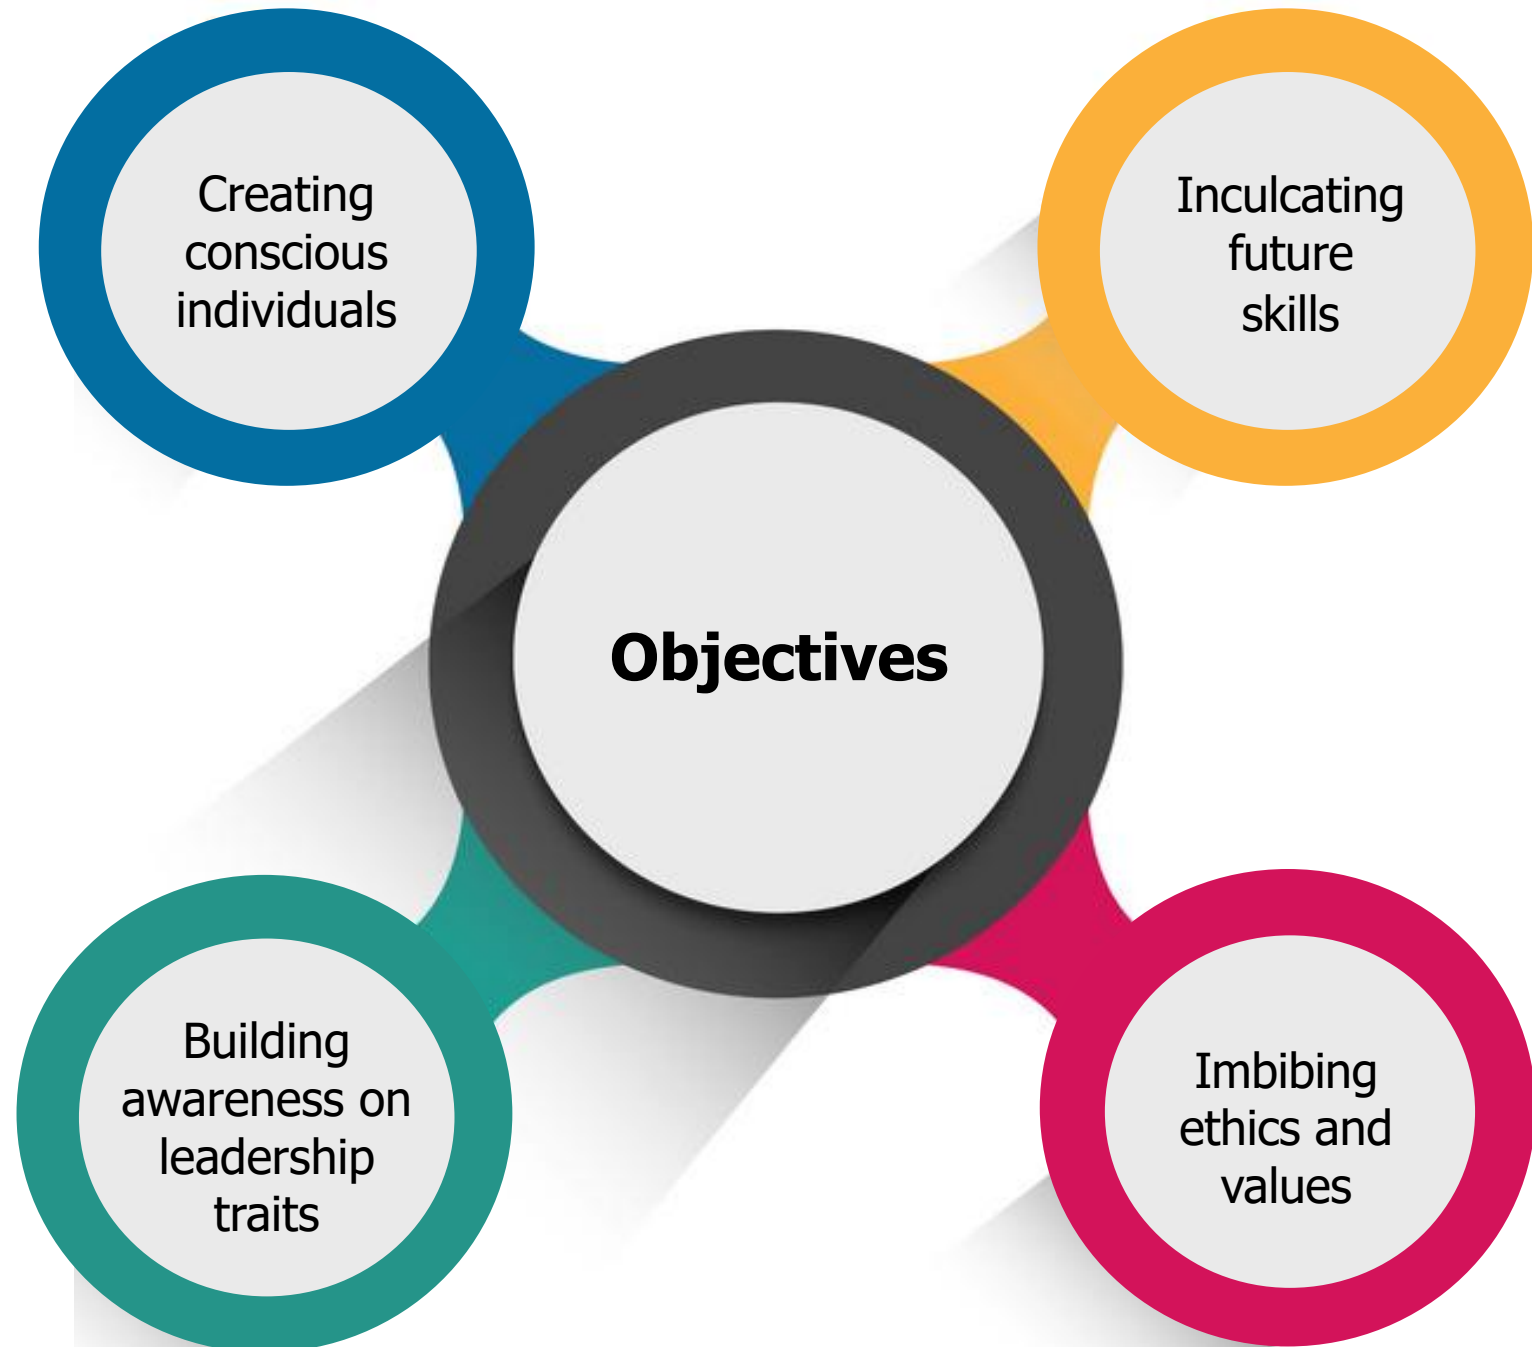 Creating
conscious
individuals
Inculcating
future
skills
Objectives
Building
awareness on
leadership
traits
Imbibing
ethics and
values